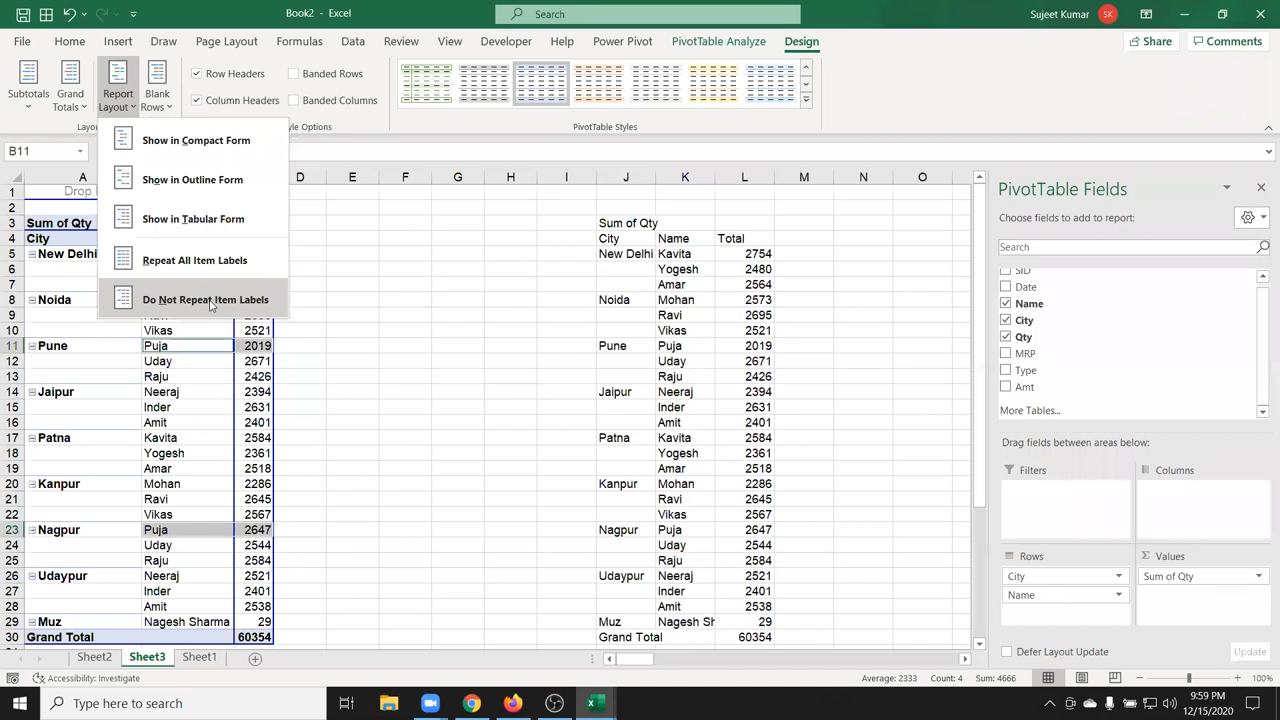 Book2 - Excel
Search
Sujeet Kumar SK
File Home Insert Draw Page Layout Formulas Data Review View Developer Help Power Pivot PivotTable Analyze Design
Share Comments
Subtotals
Grand Totals
Report Layout
Blank Rows
Row Headers
Banded Rows
Column Headers
Banded Columns
PivotTable Styles
Show in Compact Form
Show in Outline Form
Show in Tabular Form
Repeat All Item Labels
Do Not Repeat Item Labels
B11
A D E F G H I J K L M N O
1 Drop
2
3 Sum of Qty Sum of Qty
4 City City Name Total
5 New Delhi New Delhi Kavita 2754
6 Yogesh 2480
7 Amar 2564
8 Noida Noida Mohan 2573
9 Ravi 2695
10 Vikas 2521 Vikas 2521
11 Pune Puja 2019 Pune Puja 2019
12 Uday 2671 Uday 2671
13 Raju 2426 Raju 2426
14 Jaipur Neeraj 2394 Jaipur Neeraj 2394
15 Inder 2631 Inder 2631
16 Amit 2401 Amit 2401
17 Patna Kavita 2584 Patna Kavita 2584
18 Yogesh 2361 Yogesh 2361
19 Amar 2518 Amar 2518
20 Kanpur Mohan 2286 Kanpur Mohan 2286
21 Ravi 2645 Ravi 2645
22 Vikas 2567 Vikas 2567
23 Nagpur Puja 2647 Nagpur Puja 2647
24 Uday 2544 Uday 2544
25 Raju 2584 Raju 2584
26 Udaypur Neeraj 2521 Udaypur Neeraj 2521
27 Inder 2401 Inder 2401
28 Amit 2538 Amit 2538
29 Muz Nagesh Sharma 29 Muz Nagesh Sh 29
30 Grand Total 60354 Grand Total 60354
PivotTable Fields
Choose fields to add to report:
Search
SID
Date
Name
City
Qty
MRP
Type
Amt
More Tables...
Drag fields between areas below:
Filters Columns
Rows Values
City Sum of Qty
Name
Defer Layout Update Update
Sheet2 Sheet3 Sheet1
Accessibility: Investigate
Average: 2333 Count: 4 Sum: 4666
100%
Type here to search
9:59 PM
12/15/2020